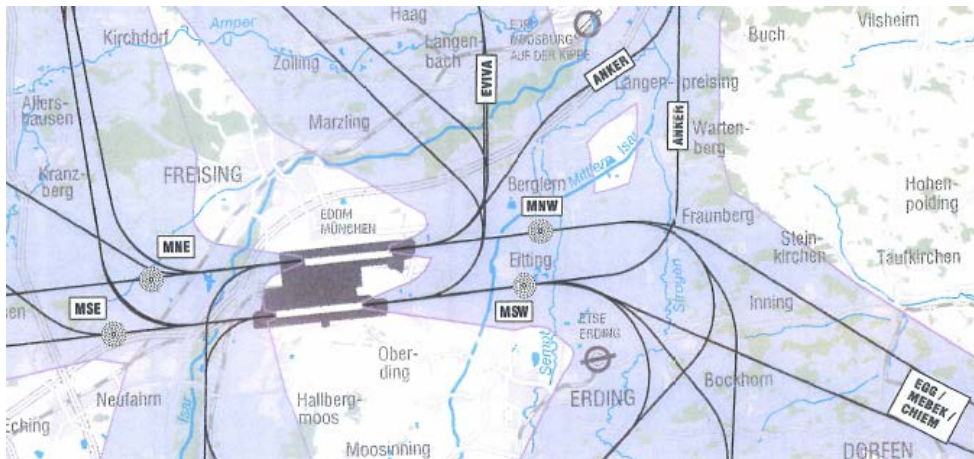 Amper
Haag
Vilsheim
Kirchdorf
Langen-
bach
MOOSBURG
AUF DER KIPPE
Buch
Zolling
EVIVA
ANKER
Langen-
preising
Allers-
hausen
Marzling
ANKER
Warten-
berg
Kranz-
berg
FREISING
Berglern
Mittlere Isar
Hohen-
polding
EDDM
MÜNCHEN
MNW
Fraunberg
MNE
Stein-
kirchen
Taufkirchen
Eitting
Strogen
MSE
MSW
Inning
ETSE
ERDING
Sempt
Ober-
ding
Neufahrn
Isar
Hallberg-
moos
ERDING
Bockhorn
EGG /
MEBEK /
CHIEM
Eching
Moosinning
DORFEN